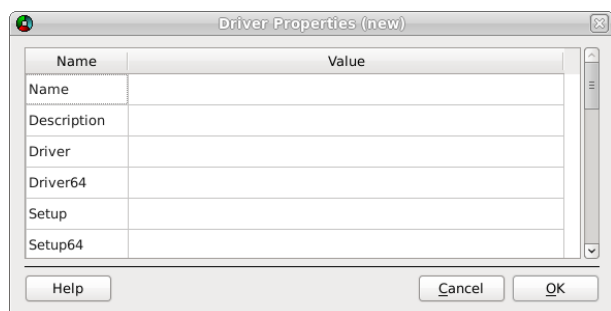 Driver Properties (new)
Name Value
Name
Description
Driver
Driver64
Setup
Setup64
Help Cancel OK